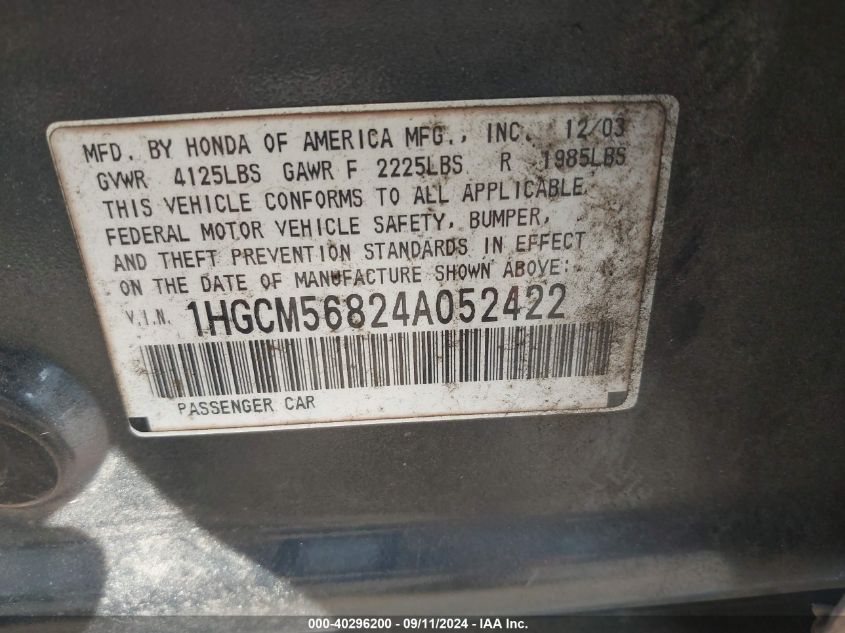 MFD. BY HONDA OF AMERICA MFG., INC. 12/03
GVWR 4125LBS GAWR F 2225LBS R 1985LBS
THIS VEHICLE CONFORMS TO ALL APPLICABLE
FEDERAL MOTOR VEHICLE SAFETY, BUMPER,
AND THEFT PREVENTION STANDARDS IN EFFECT
ON THE DATE OF MANUFACTURE SHOWN ABOVE.
V.I.N. 1HGCM56824A052422
PASSENGER CAR
000-40296200 - 09/11/2024 - IAA Inc.